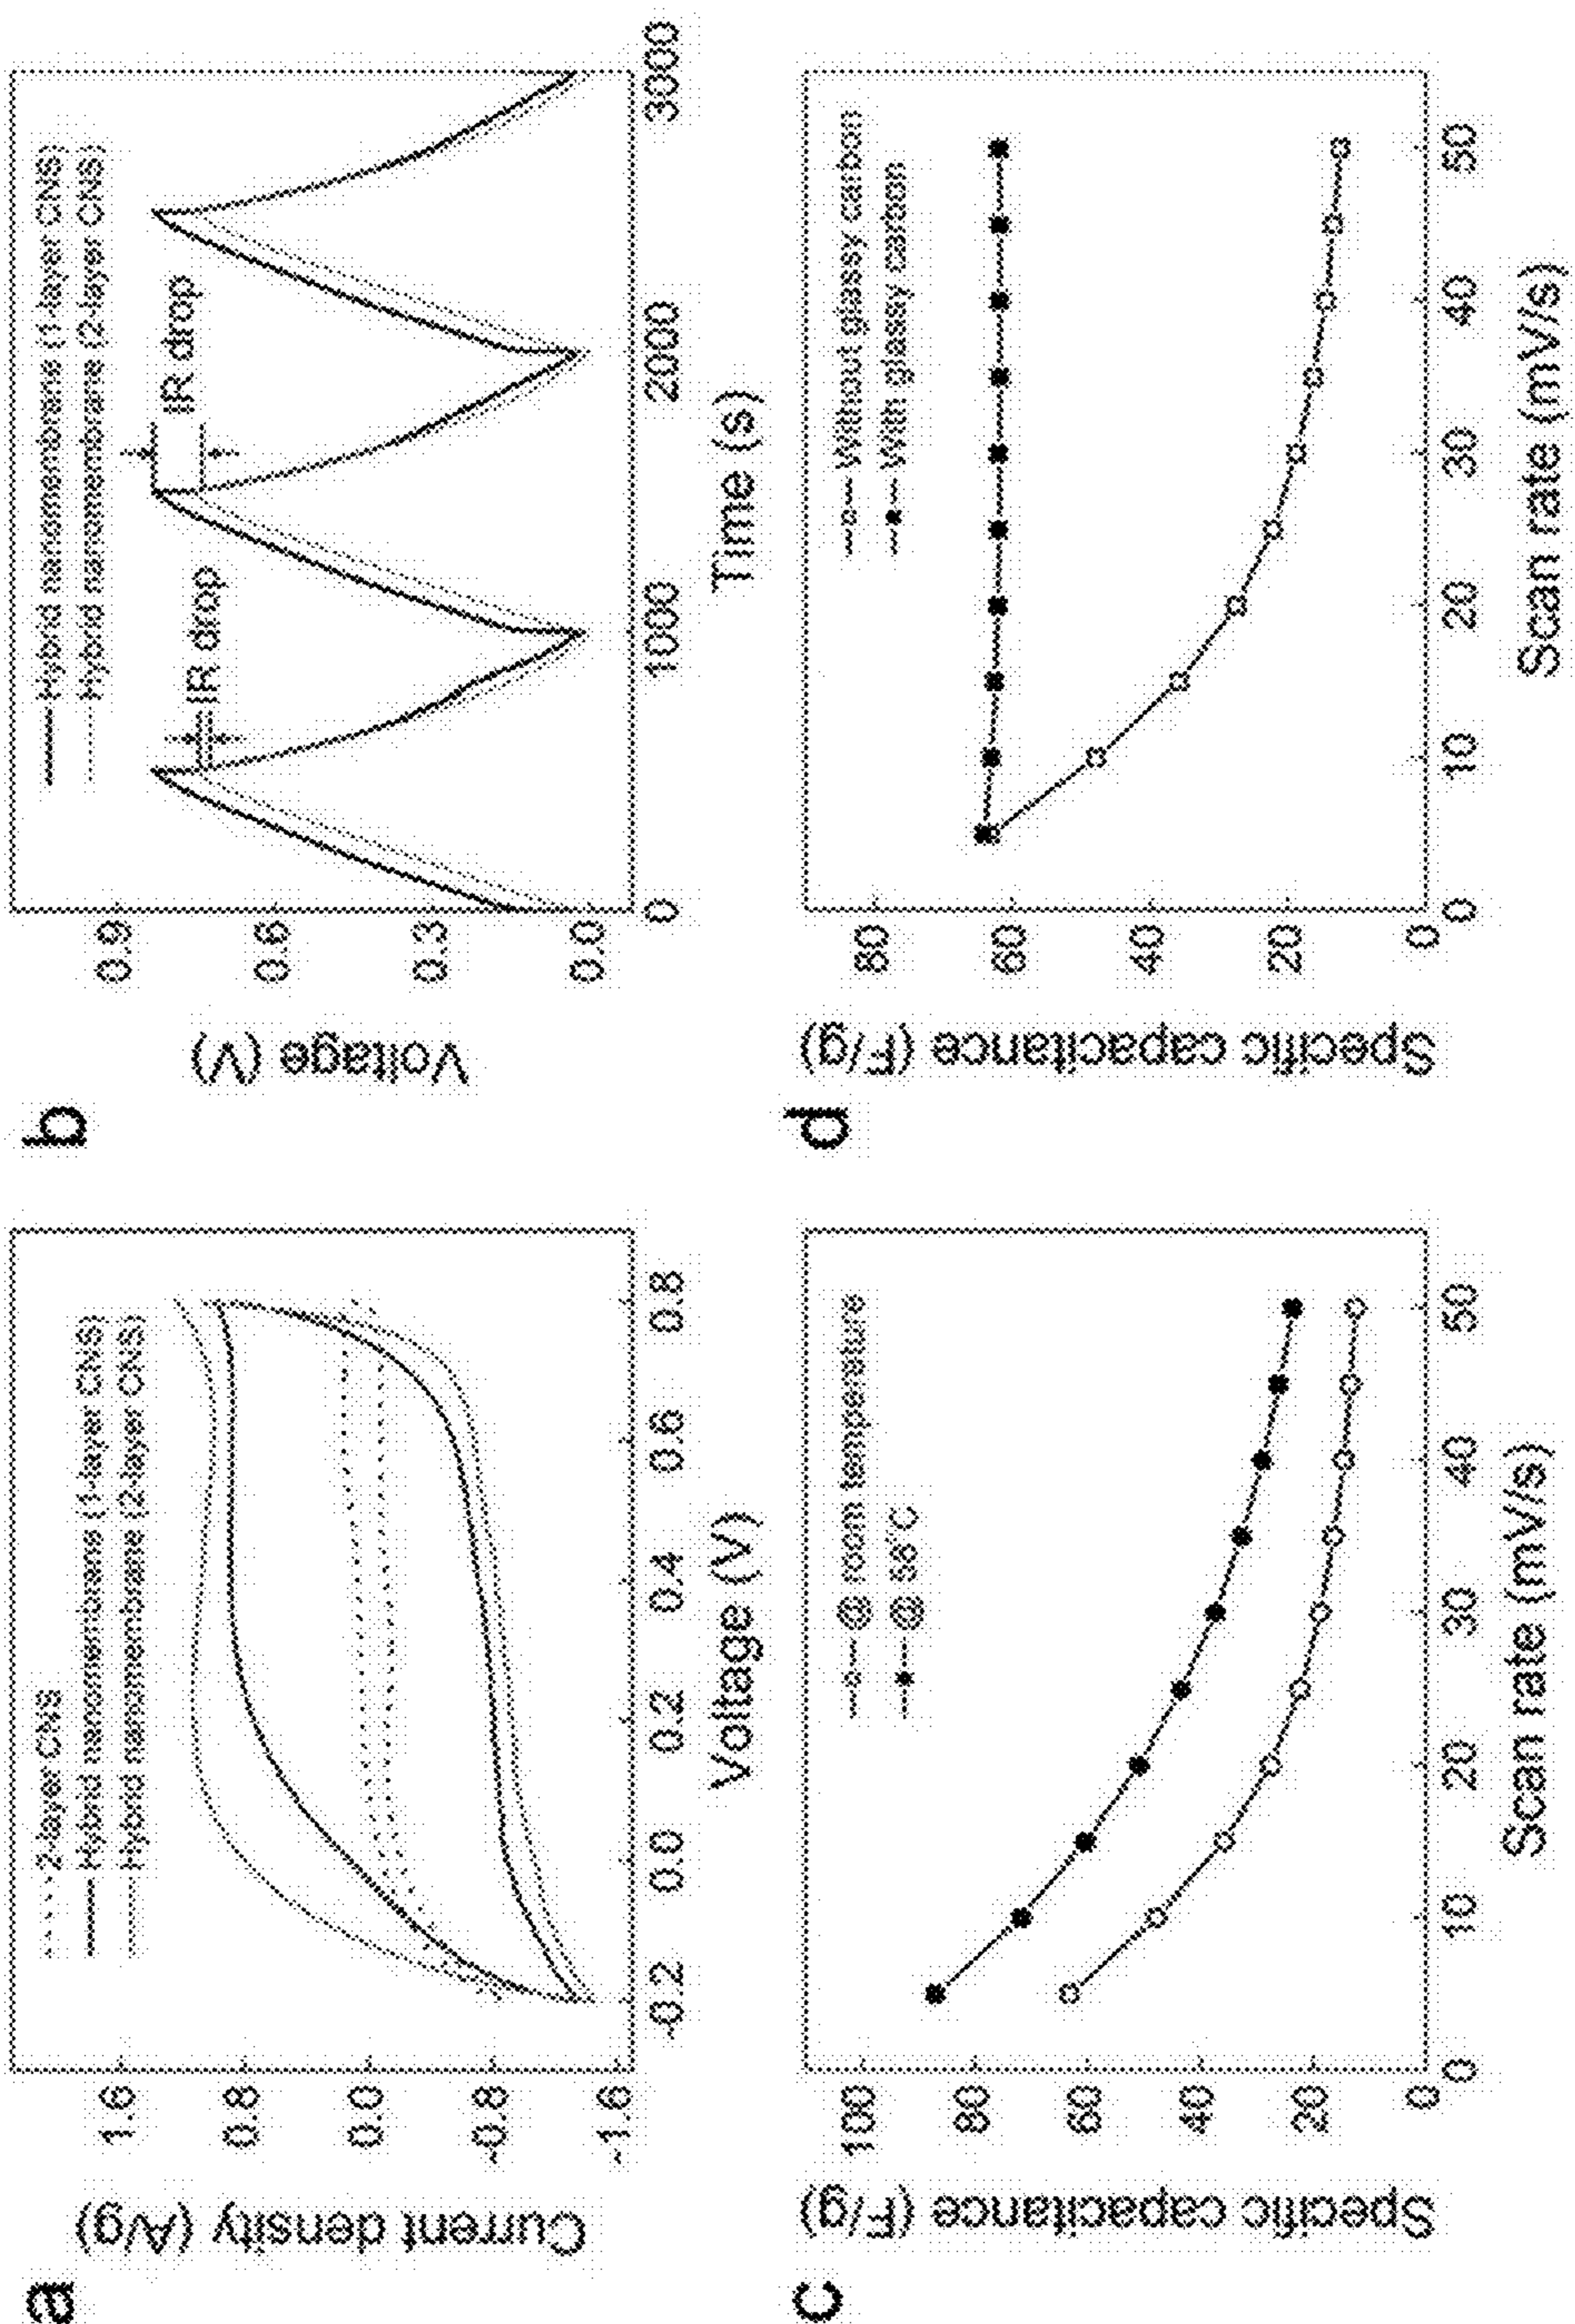 a
Current density (A/g)
1.6
0.8
0.0
-0.8
-1.6
2-layer CNS
Hybrid nanomembrans (1-layer CNS)
Hybrid nanomembrane (2-layer CNS)
-0.2
0.0
0.2
0.4
0.6
0.8
Voltage (V)
b
Voltage (V)
0.9
0.6
0.3
0.0
Hybrid nanomembrans (1-layer CNS)
Hybrid nanomembrane (2-layer CNS)
IR drop
IR drop
0
1000
2000
3000
Time (s)
c
Specific capacitance (F/g)
100
80
60
40
20
0
@ room temperature
@ 58°C
0
10
20
30
40
50
Scan rate (mV/s)
d
Specific capacitance (F/g)
80
60
40
20
0
Without glassy carbon
With glassy carbon
0
10
20
30
40
50
Scan rate (mV/s)